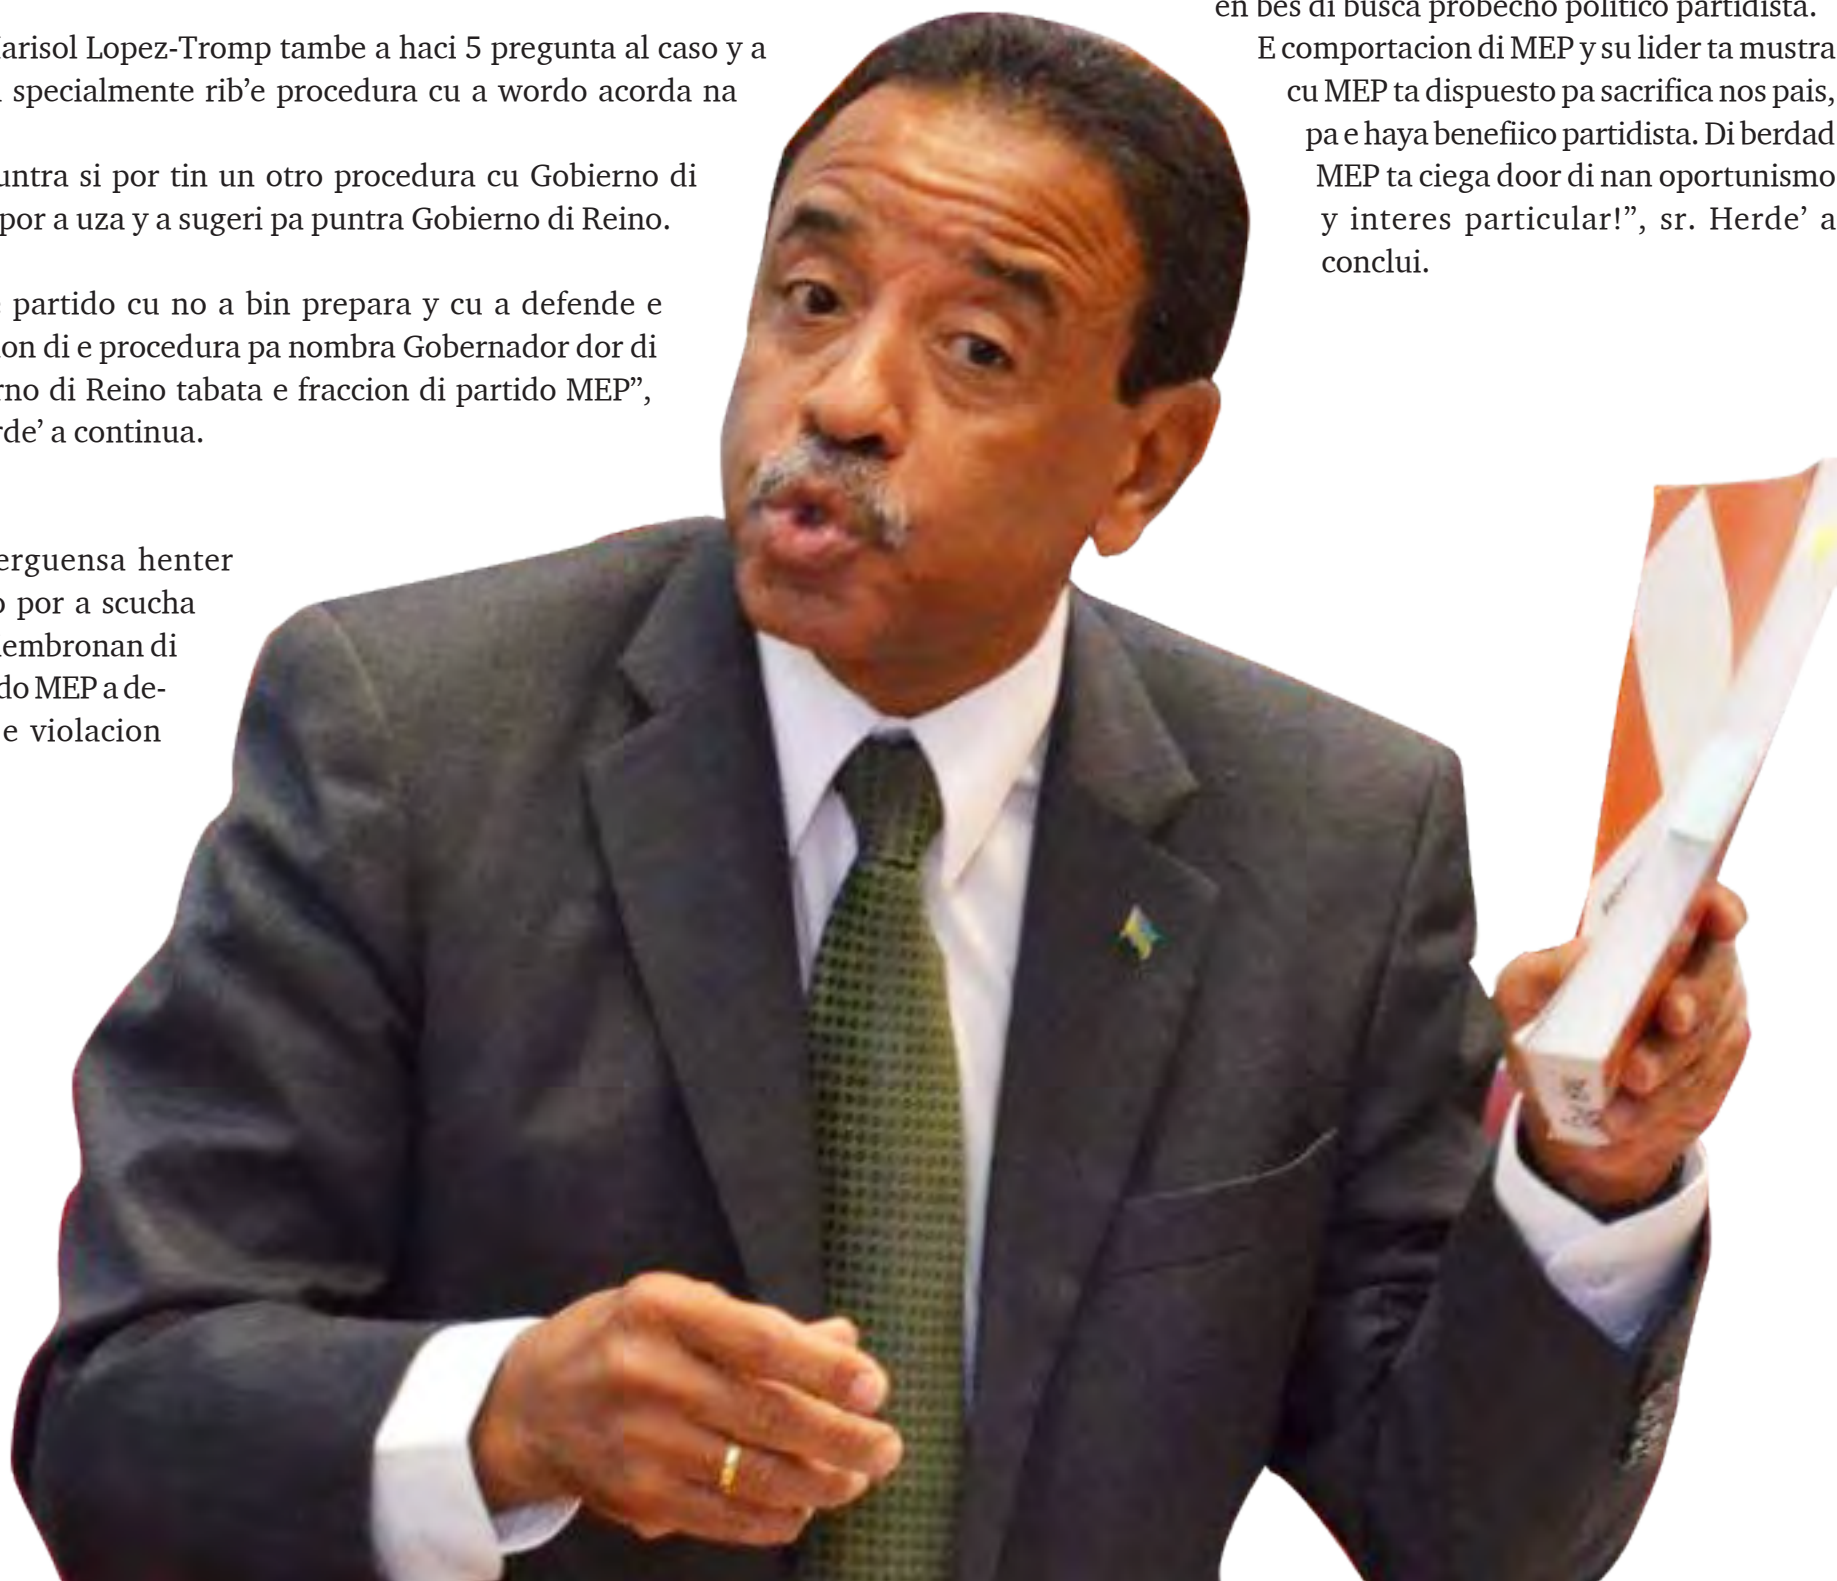 arisol Lopez-Tromp tambe a haci 5 pregunta al caso y a
specialmente rib’e procedura cu a wordo acorda na
untra si por tin un otro procedura cu Gobierno di
por a uza y a sugeri pa puntra Gobierno di Reino.
partido cu no a bin prepara y cu a defende e
on di e procedura pa nombra Gobernador dor di
rno di Reino tabata e fraccion di partido MEP”,
rde’ a continua.
erguensa henter
por a scucha
embronan di
do MEP a de-
e violacion
en bes di busca probecho politico partidista.
E comportacion di MEP y su lider ta mustra
cu MEP ta dispuesto pa sacrifica nos pais,
pa e haya benefiico partidista. Di berdad
MEP ta ciega door di nan oportunismo
y interes particular!”, sr. Herde’ a
conclui.